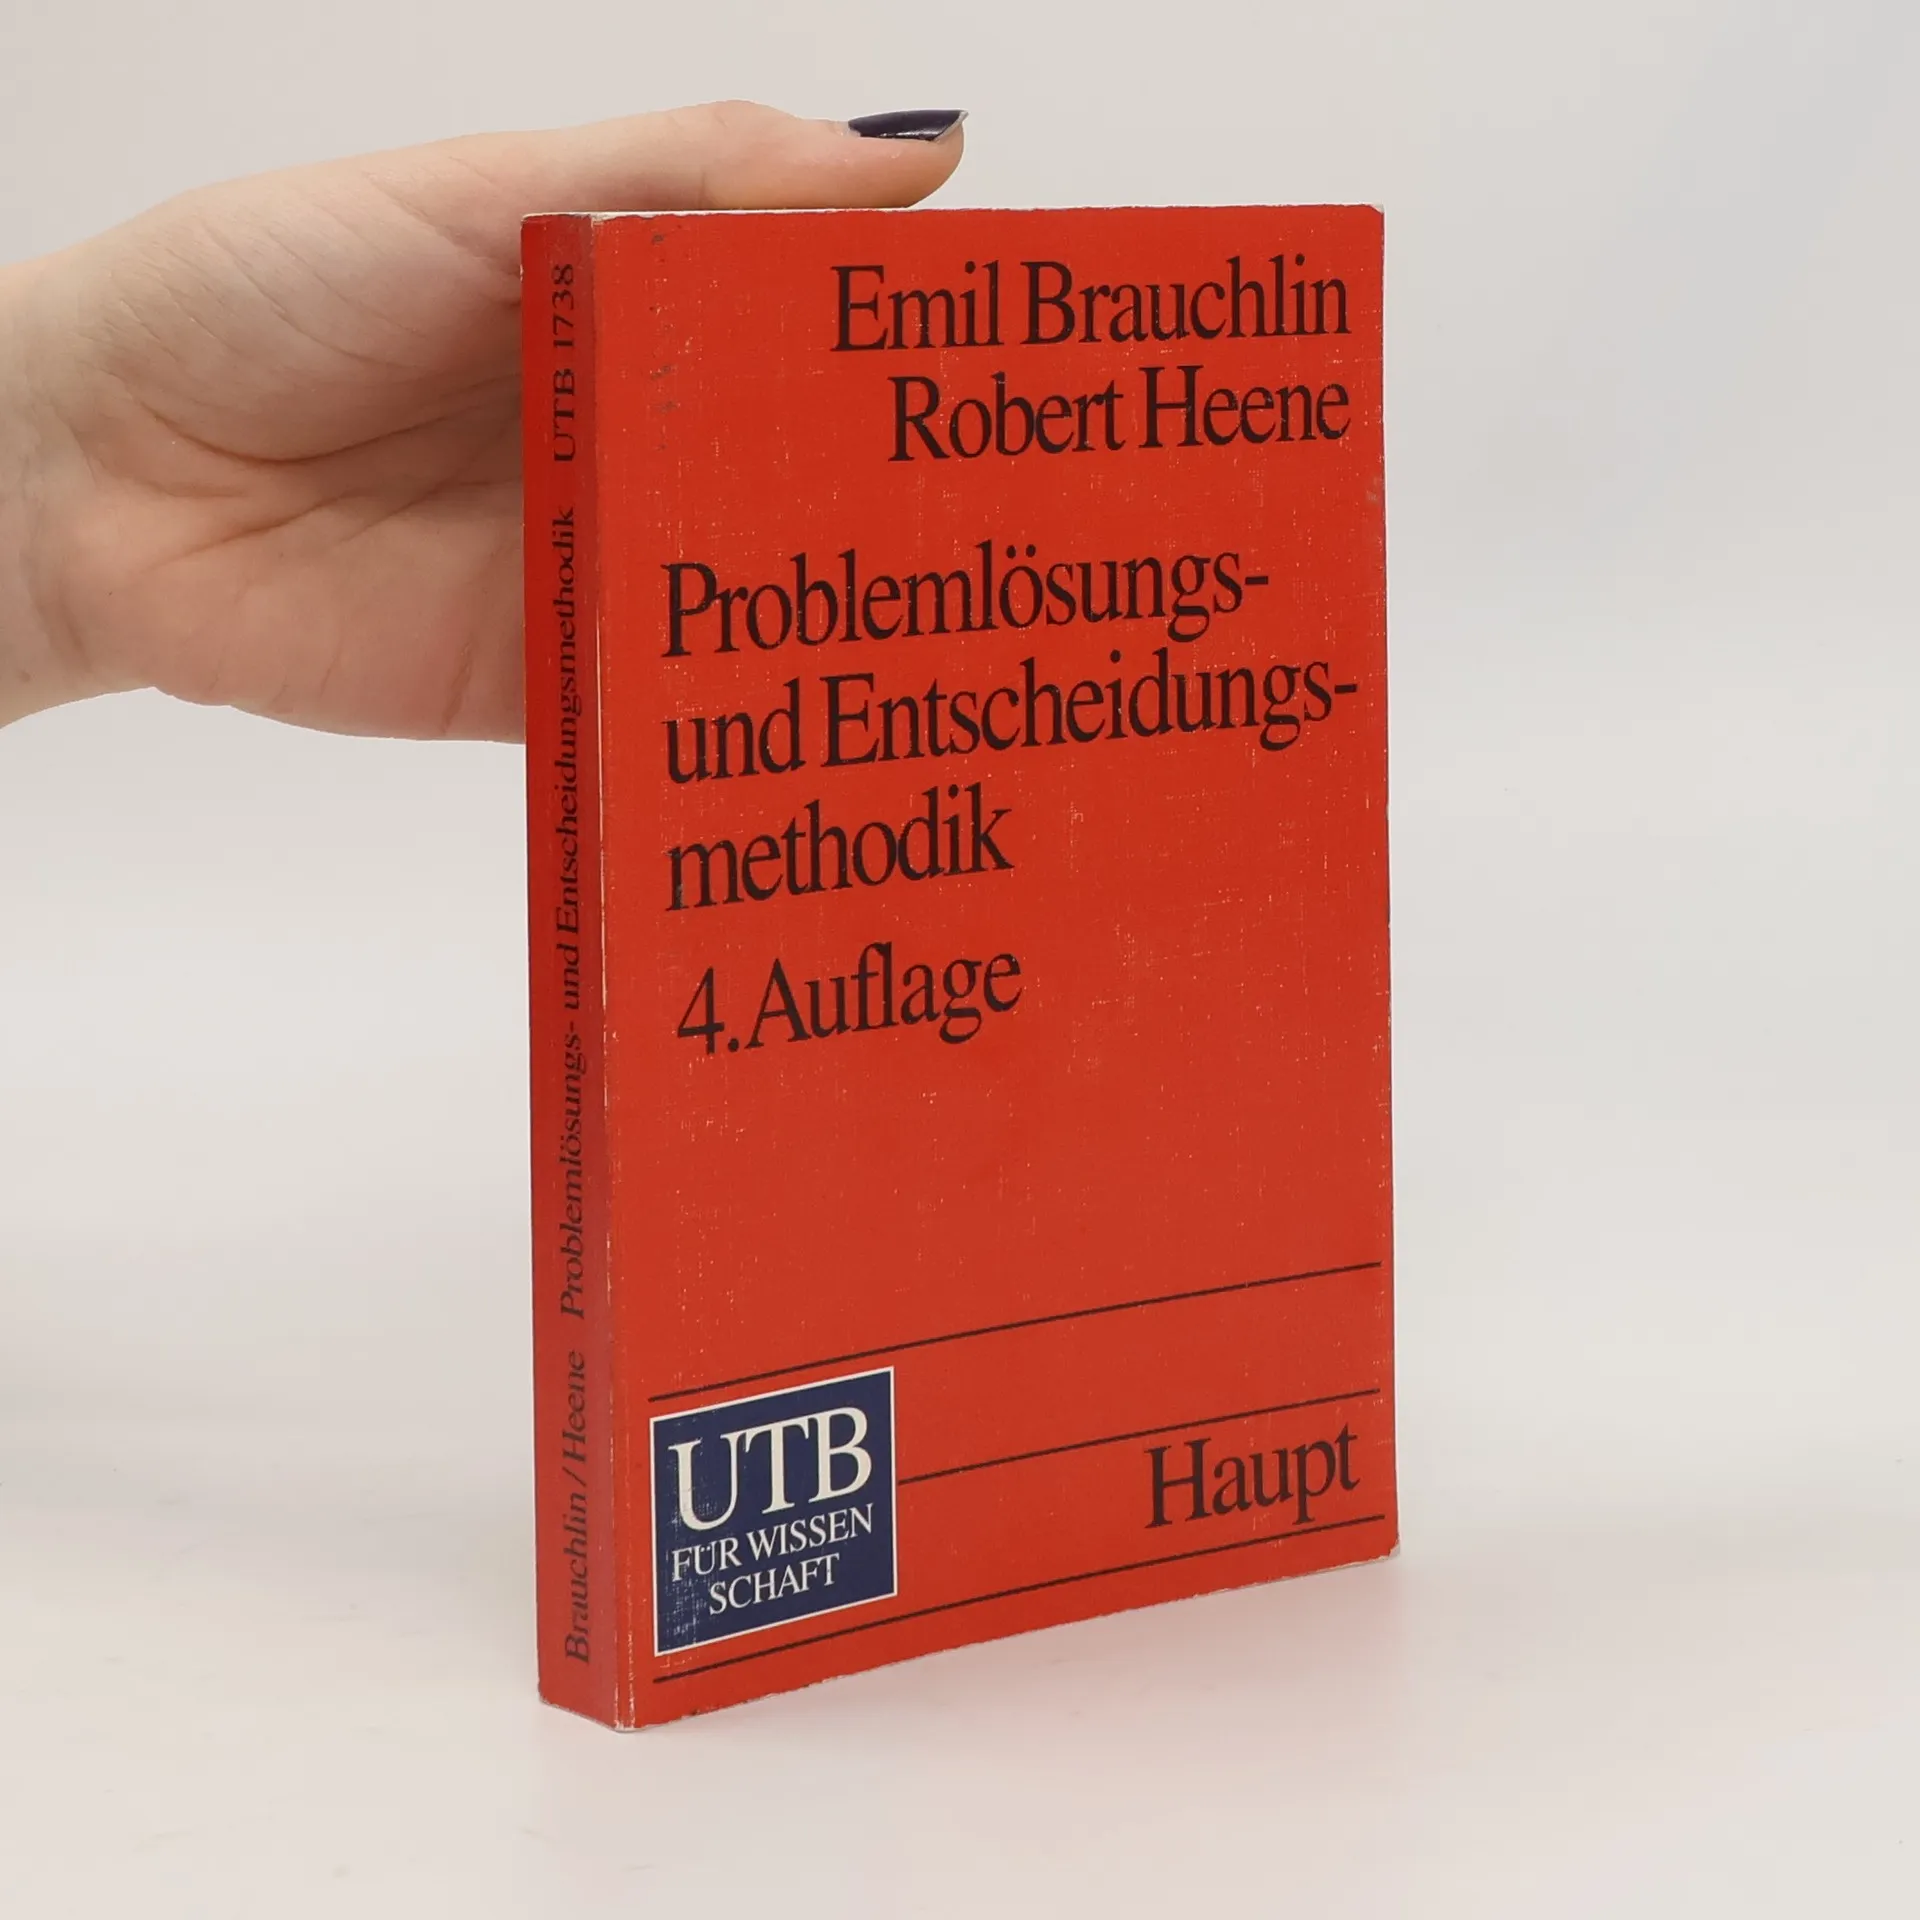 Emil Brauchlin
Robert Heene
Problemlösungs-
und Entscheidungs-
methodik
4. Auflage
UTB
FÜR WISSEN
SCHAFT
Haupt
Brauchlin / Heene Problemlösungs- und Entscheidungsmethodik UTB 1738